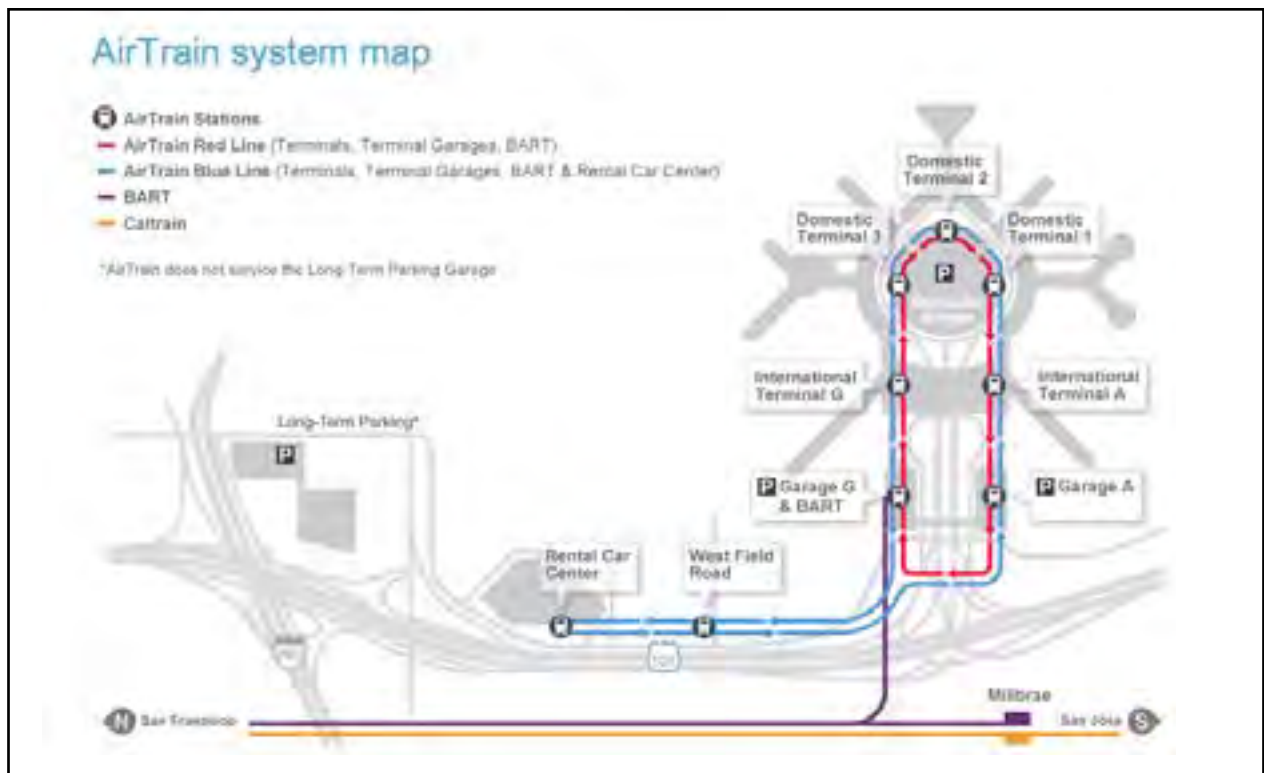 AirTrain system map
AirTrain Stations
AirTrain Red Line (Terminals, Terminal Garages, BART)
AirTrain Blue Line (Terminals, Terminal Garages, BART & Rental Car Center)
BART
Caltrain
*AirTrain does not service the Long Term Parking Garage
Domestic
Terminal 2
Domestic
Terminal 3
Domestic
Terminal 1
P
International
Terminal G
International
Terminal A
Long-Term Parking*
P
P Garage G
& BART
P Garage A
Rental Car
Center
West Field
Road
101
Millbrae
N San Francisco
San Jose S